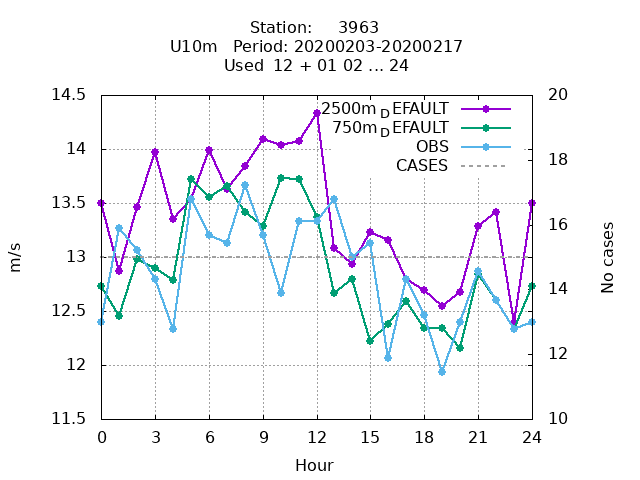 Station:     3963
U10m   Period: 20200203-20200217
Used  12 + 01 02 ... 24
2500m_DEFAULT
750m_DEFAULT
OBS
CASES
14.5
14
13.5
13
12.5
12
11.5
m/s
20
18
16
14
12
10
No cases
0 3 6 9 12 15 18 21 24
Hour